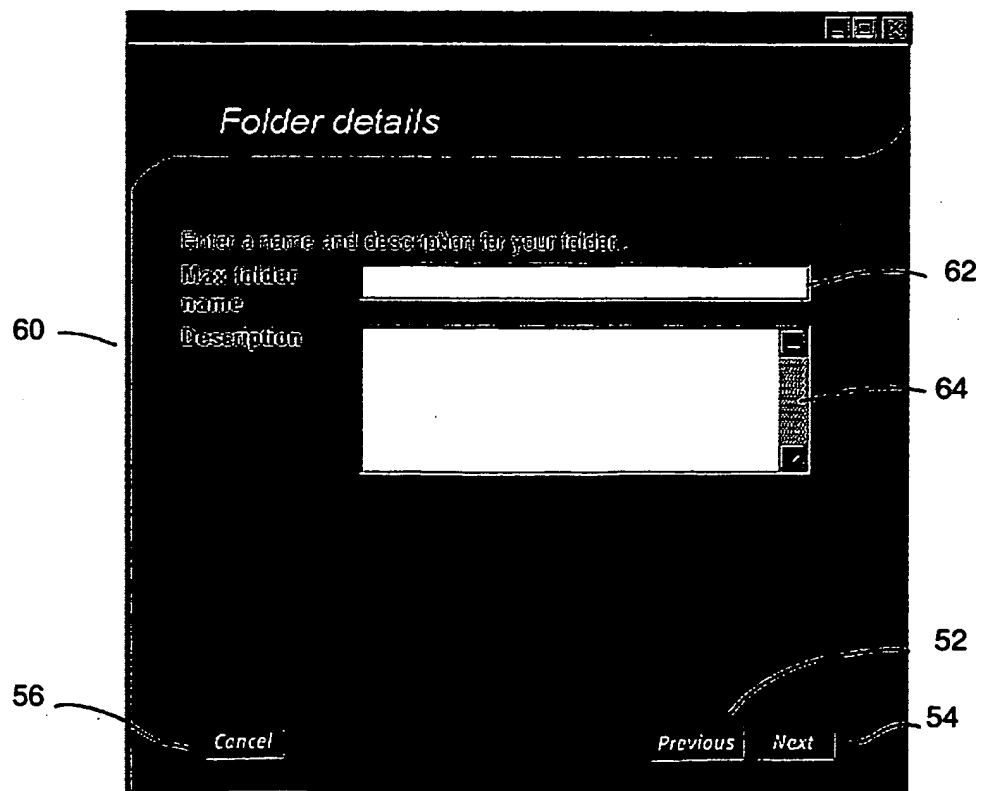 Folder details
Enter a name and description for your folder.
Max folder
name
62
Description
60
64
52
56
54
Cancel
Previous
Next